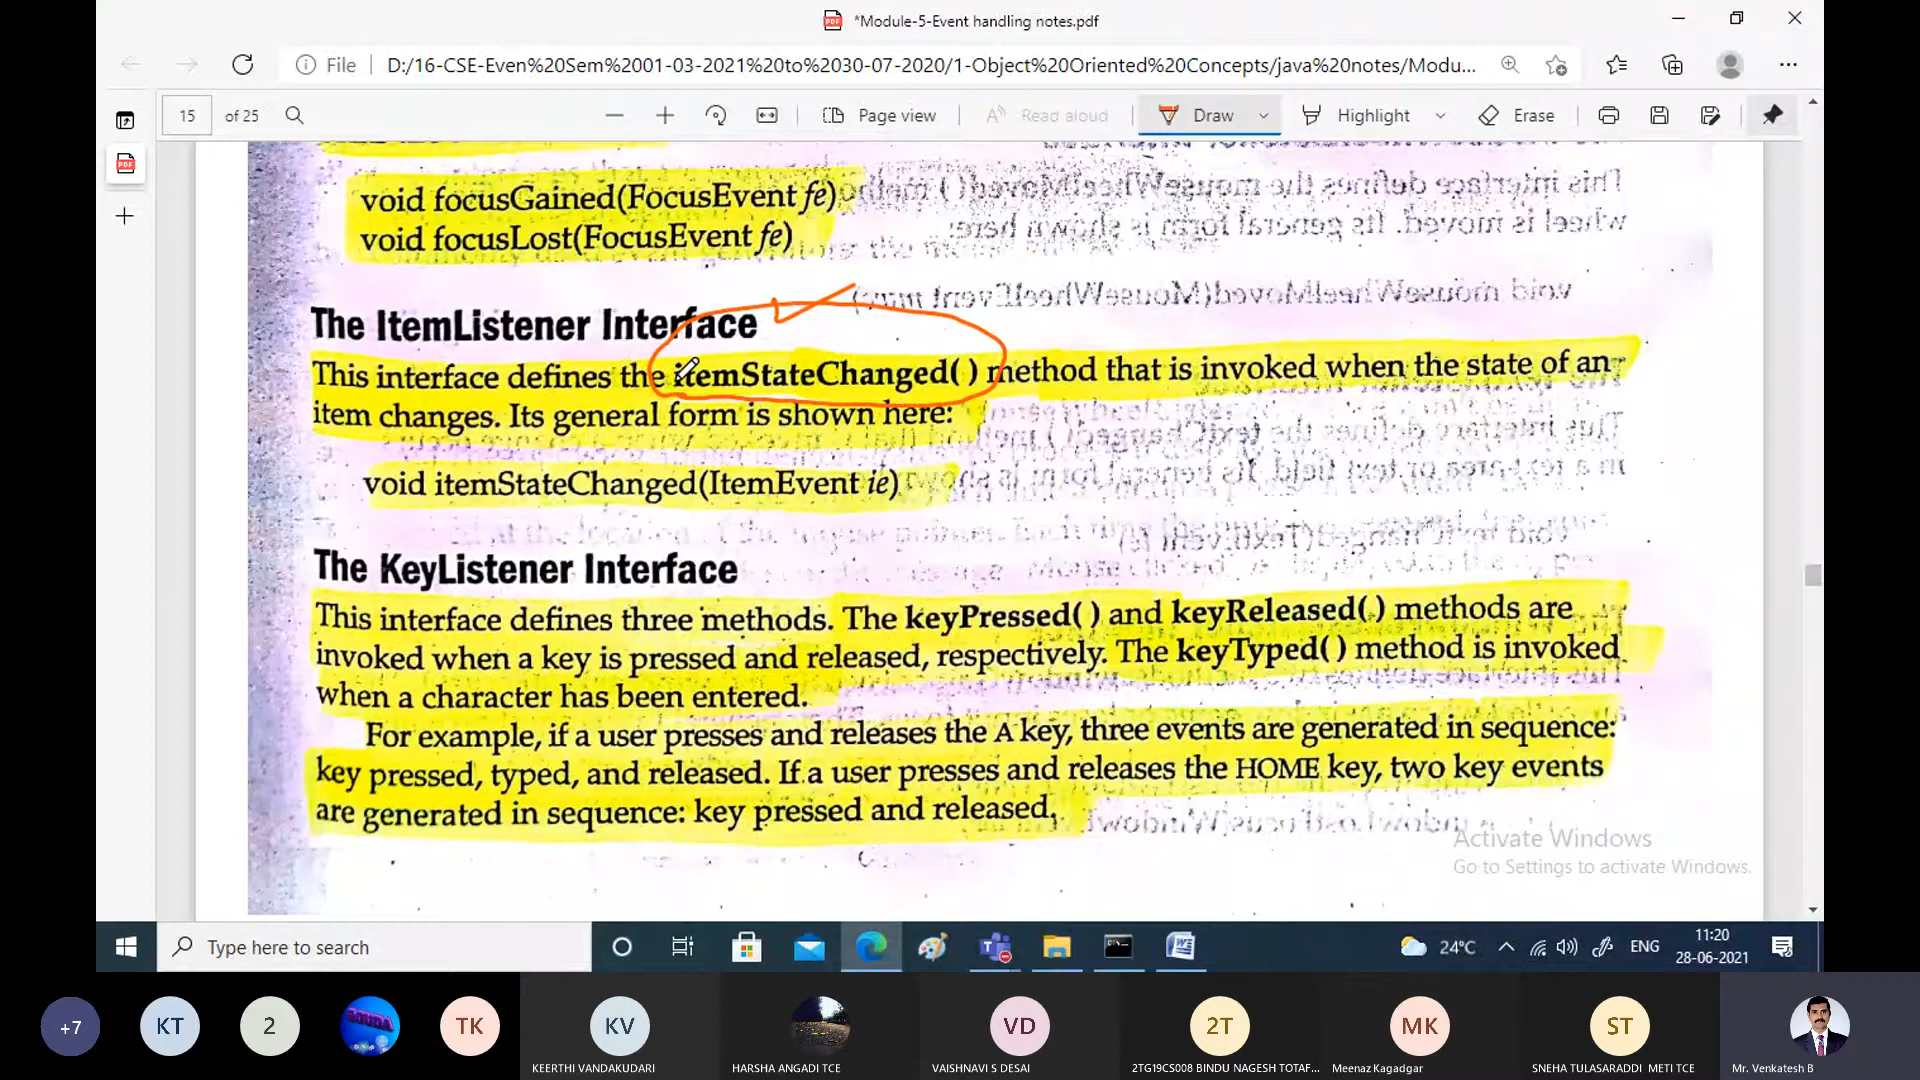 *Module-5-Event handling notes.pdf
File
D:/16-CSE-Even%20Sem%2001-03-2021%20to%2030-07-2020/1-Object%20Oriented%20Concepts/java%20notes/Modu...
15 of 25
Page view
Read aloud
Draw
Highlight
Erase
void focusGained(FocusEvent fe)
void focusLost(FocusEvent fe)
The ItemListener Interface
This interface defines the itemStateChanged( ) method that is invoked when the state of an
item changes. Its general form is shown here:
void itemStateChanged(ItemEvent ie)
The KeyListener Interface
This interface defines three methods. The keyPressed( ) and keyReleased( ) methods are
invoked when a key is pressed and released, respectively. The keyTyped( ) method is invoked
when a character has been entered.
For example, if a user presses and releases the A key, three events are generated in sequence:
key pressed, typed, and released. If a user presses and releases the HOME key, two key events
are generated in sequence: key pressed and released.
Activate Windows
Go to Settings to activate Windows.
Type here to search
24°C
ENG
11:20
28-06-2021
+7
KT
2
TK
KV
VD
2T
MK
ST
KEERTHI VANDAKUDARI
HARSHA ANGADI TCE
VAISHNAVI S DESAI
2TG19CS008 BINDU NAGESH TOTAF...
Meenaz Kagadgar
SNEHA TULASARADDI METI TCE
Mr. Venkatesh B